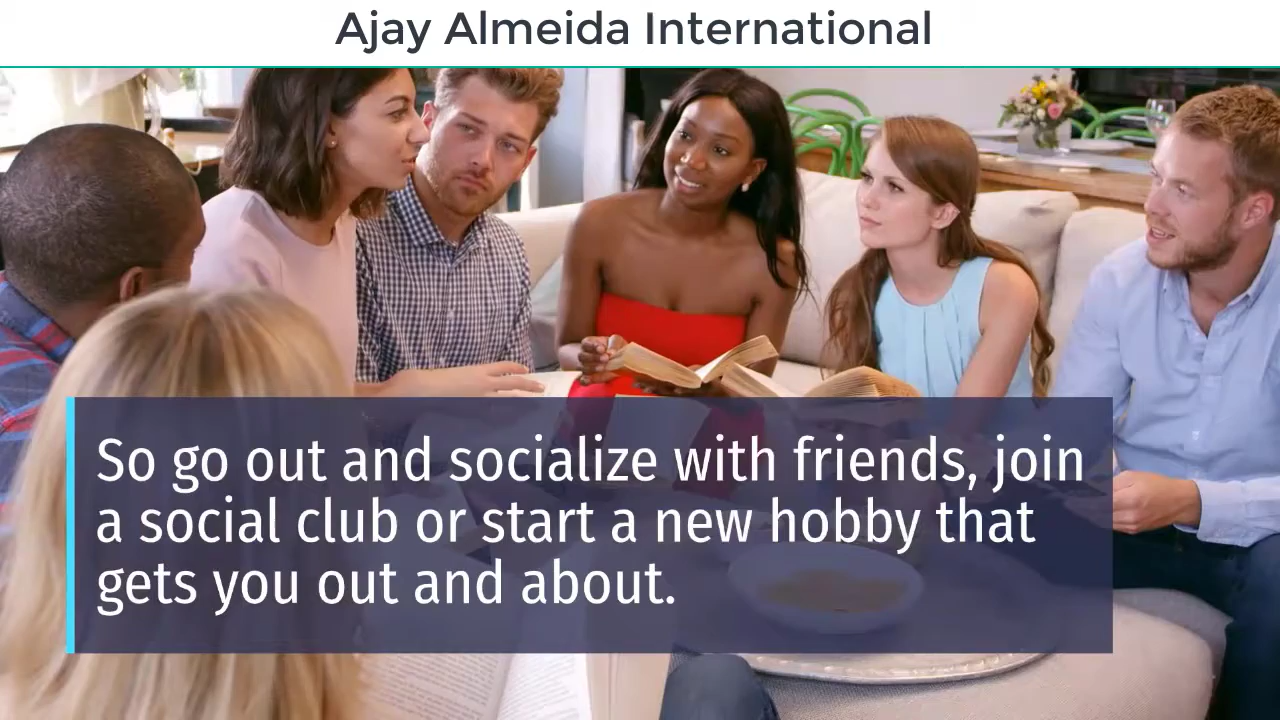 Ajay Almeida International
So go out and socialize with friends, join
a social club or start a new hobby that
gets you out and about.